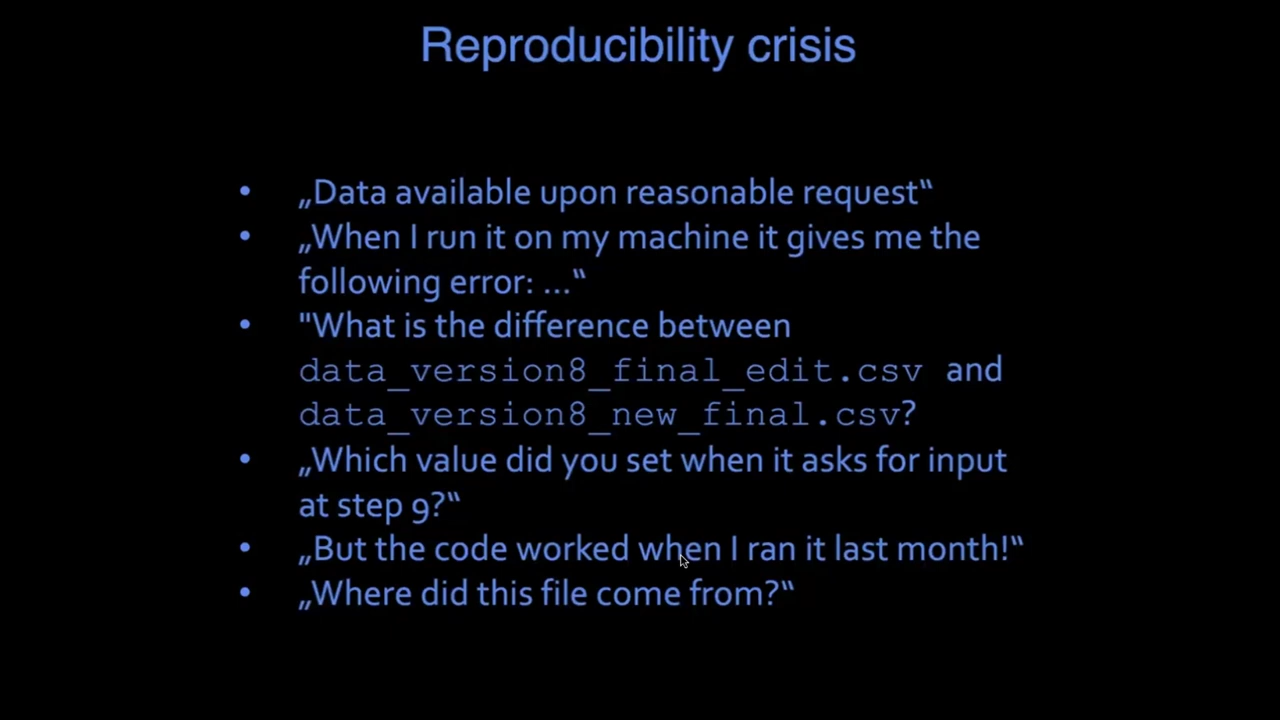 Reproducibility crisis
• „Data available upon reasonable request“
• „When I run it on my machine it gives me the
following error: ...“
• "What is the difference between
data_version8_final_edit.csv and
data_version8_new_final.csv?
• „Which value did you set when it asks for input
at step 9?“
• „But the code worked when I ran it last month!“
• „Where did this file come from?“